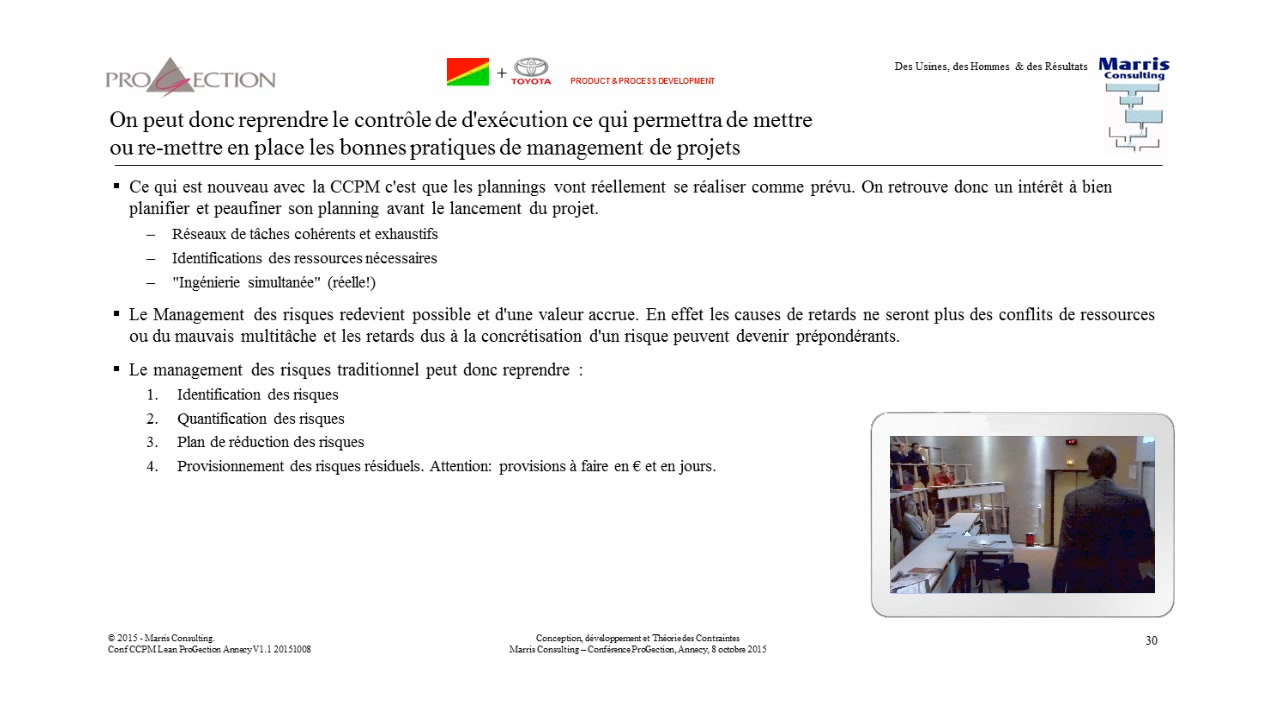 PROGECTION
+
TOYOTA
PRODUCT & PROCESS DEVELOPMENT
Des Usines, des Hommes & des Résultats
Marris
Consulting
On peut donc reprendre le contrôle de d'exécution ce qui permettra de mettre
ou re-mettre en place les bonnes pratiques de management de projets
▪ Ce qui est nouveau avec la CCPM c'est que les plannings vont réellement se réaliser comme prévu. On retrouve donc un intérêt à bien
planifier et peaufiner son planning avant le lancement du projet.
– Réseaux de tâches cohérents et exhaustifs
– Identifications des ressources nécessaires
– "Ingénierie simultanée" (réelle!)
▪ Le Management des risques redevient possible et d'une valeur accrue. En effet les causes de retards ne seront plus des conflits de ressources
ou du mauvais multitâche et les retards dus à la concrétisation d'un risque peuvent devenir prépondérants.
▪ Le management des risques traditionnel peut donc reprendre :
1. Identification des risques
2. Quantification des risques
3. Plan de réduction des risques
4. Provisionnement des risques résiduels. Attention: provisions à faire en € et en jours.
© 2015 - Marris Consulting.
Conf CCPM Lean ProGection Annecy V1.1 20151008
Conception, développement et Théorie des Contraintes
Marris Consulting – Conférence ProGection, Annecy, 8 octobre 2015
30